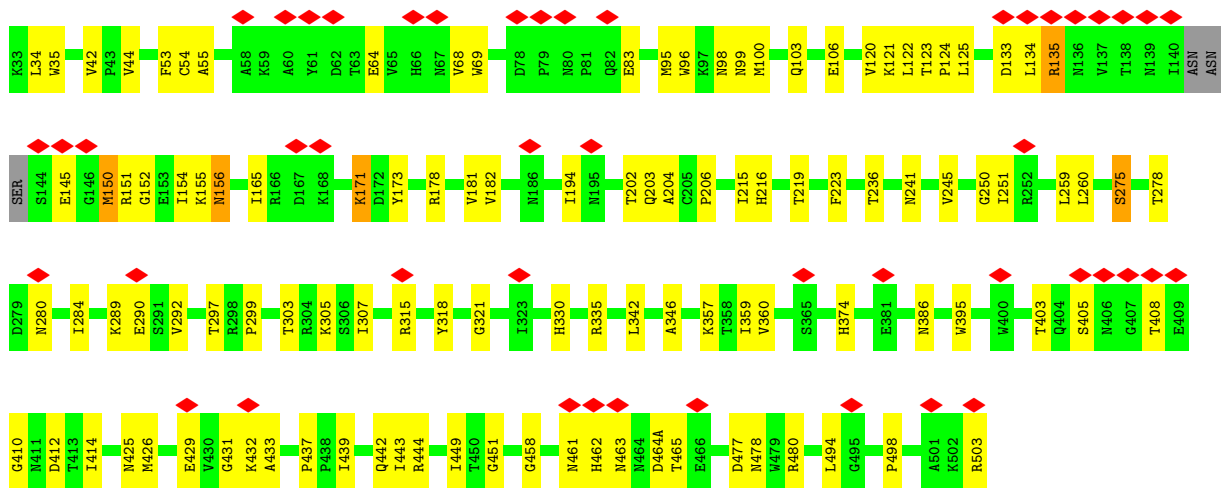 K33 L34 W35 V42 P43 V44 F53 C54 A55 A58 K59 A60 Y61 D62 T63 E64 V65 H66 N67 V68 W69 D78 P79 N80 P81 Q82 E83 M95 W96 K97 N98 N99 M100 Q103 E106 V120 K121 L122 T123 P124 L125 D133 L134 R135 N136 V137 T138 N139 I140 ASN ASN
SER S144 E145 G146 M150 R151 G152 E153 I154 K155 N156 I165 R166 D167 K168 K171 D172 Y173 R178 V181 V182 N186 I194 N195 T202 Q203 A204 C205 P206 I215 H216 T219 F223 T236 N241 V245 G250 I251 R252 L259 L260 S275 T278
D279 N280 I284 K289 E290 S291 V292 T297 R298 P299 T303 R304 K305 S306 I307 R315 Y318 G321 I323 H330 R335 L342 A346 K357 T358 T359 V360 S365 H374 E381 N386 W395 W400 T403 Q404 S405 N406 G407 T408 E409
G410 N411 D412 T413 I414 N425 M426 E429 V430 G431 K432 A433 P437 P438 I439 Q442 I443 R444 I449 T450 G451 G458 N461 H462 N463 N464 D464A T465 E466 D477 N478 W479 R480 L494 G495 P498 A501 K502 R503